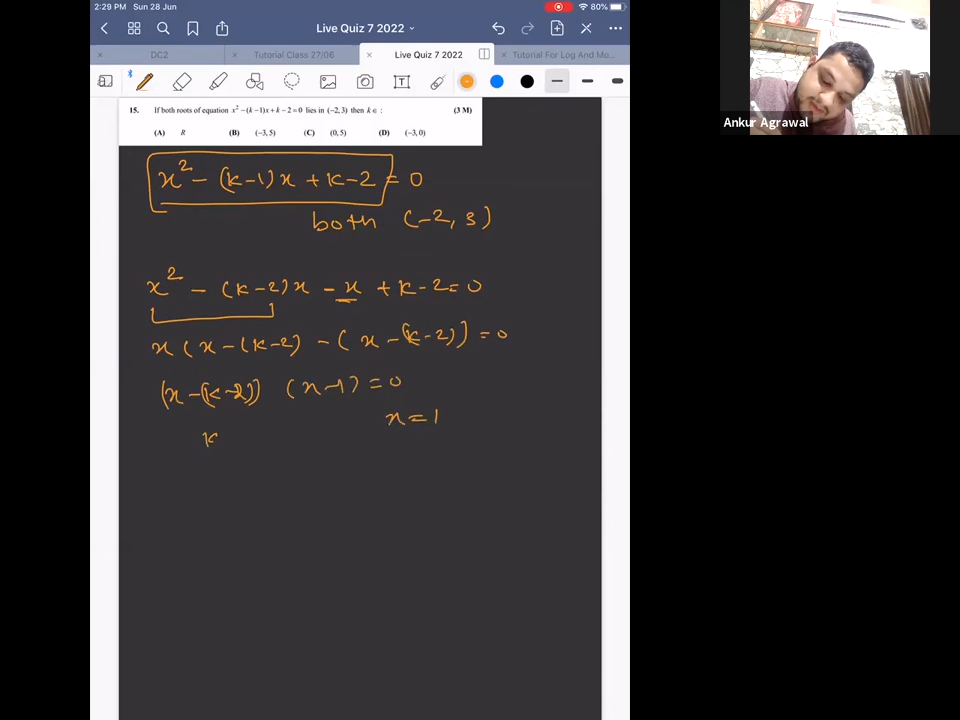 2:29 PM Sun 28 Jun
80%
Live Quiz 7 2022
DC2
Tutorial Class 27/06
Live Quiz 7 2022
Tutorial For Log And Mo...
15. If both roots of equation x² − (k − 1)x + k − 2 = 0 lies in (−2, 3) then k ∈ : (3 M)
(A) R (B) (−3, 5) (C) (0, 5) (D) (−3, 0)
x² − (k−1)x + k−2 = 0
both (−2, 3)
x² − (k−2)x − x + k−2 = 0
x(x−(k−2) − (x−(k−2)) = 0
(x−(k−2)) (x−1) = 0
x = 1
k
Ankur Agrawal